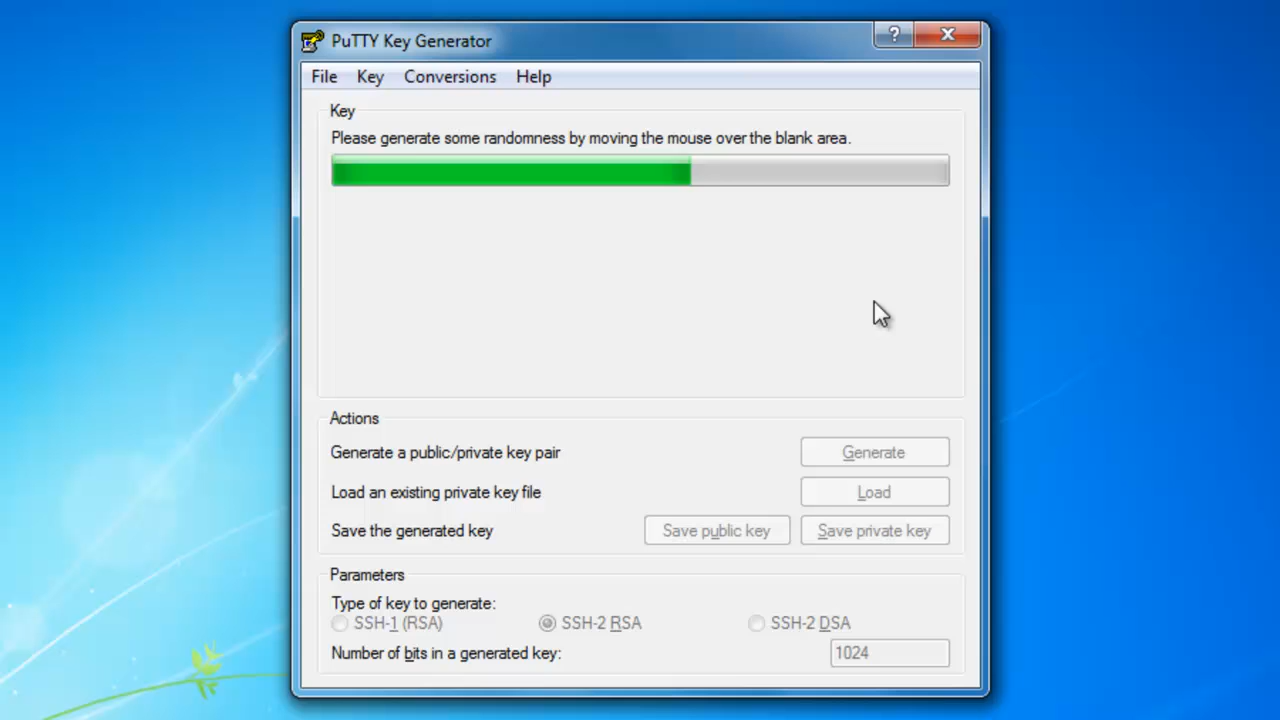 PuTTY Key Generator
?
File Key Conversions Help
Key
Please generate some randomness by moving the mouse over the blank area.
Actions
Generate a public/private key pair
Generate
Load an existing private key file
Load
Save the generated key
Save public key
Save private key
Parameters
Type of key to generate:
SSH-1 (RSA) SSH-2 RSA SSH-2 DSA
Number of bits in a generated key:
1024